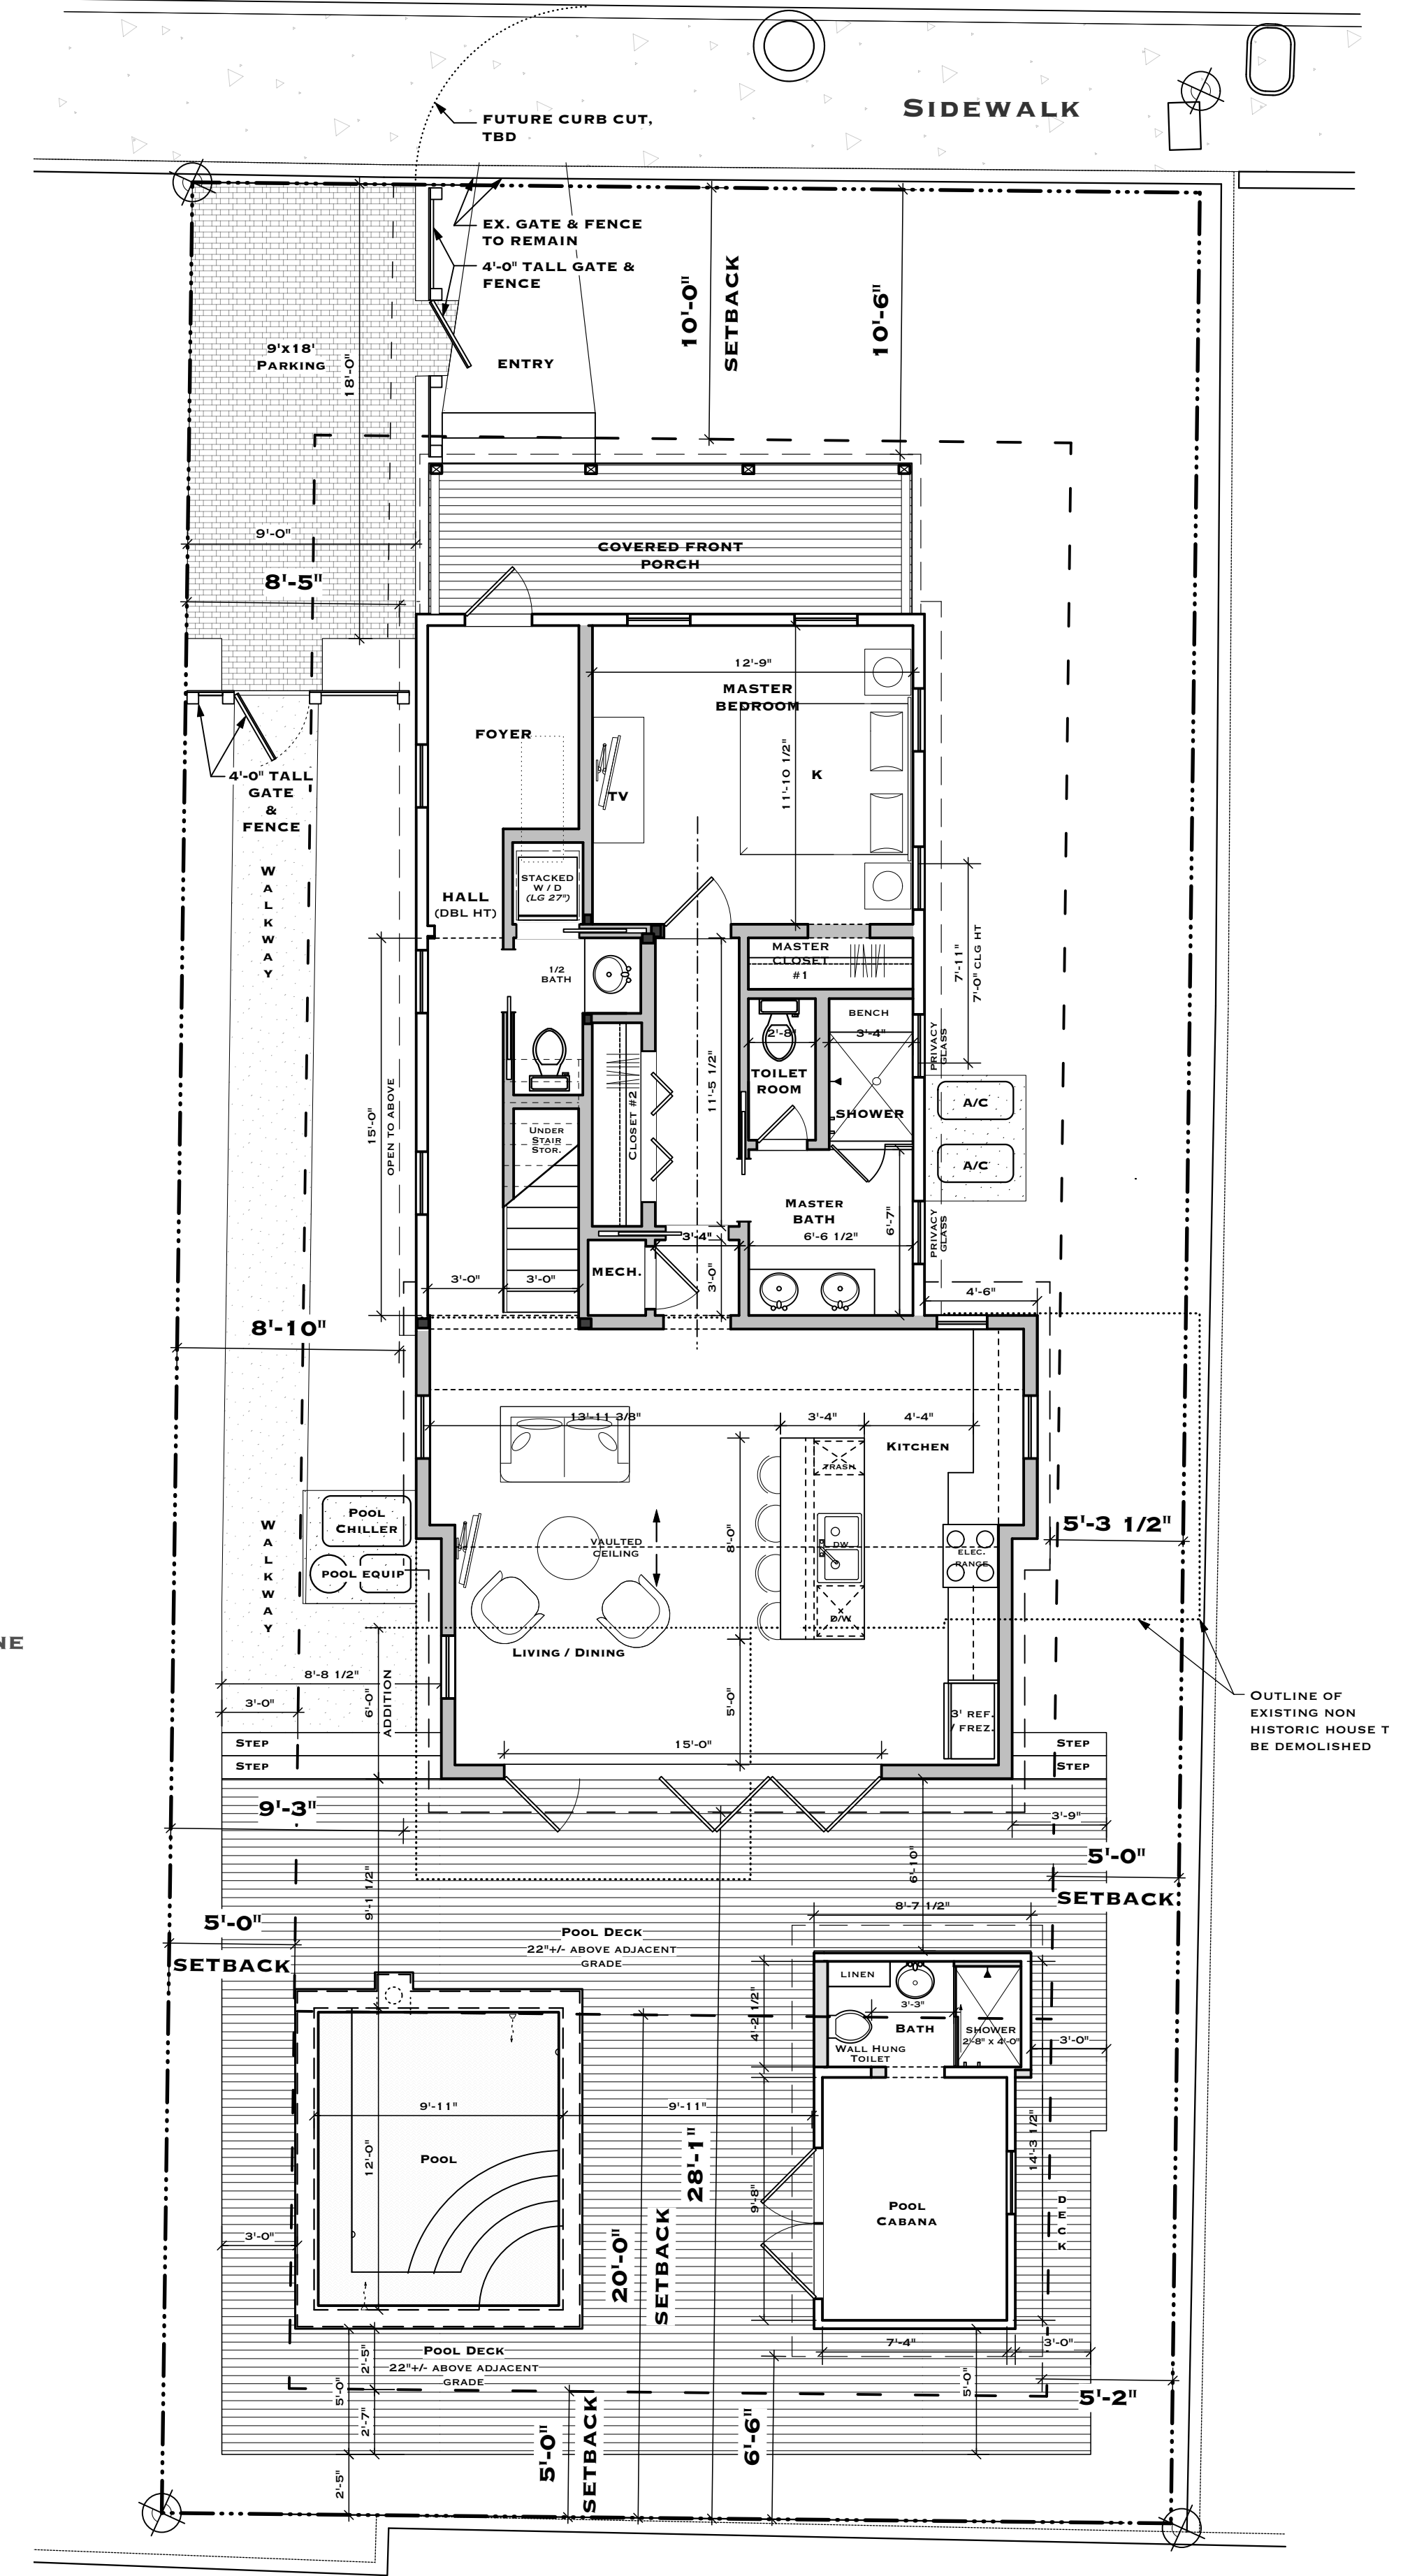 SIDEWALK
FUTURE CURB CUT,
TBD
EX. GATE & FENCE
TO REMAIN
4'-0" TALL GATE &
FENCE
10'-0"
SETBACK
10'-6"
9'x18'
PARKING
18'-0"
ENTRY
9'-0"
8'-5"
COVERED FRONT
PORCH
12'-9"
MASTER
BEDROOM
FOYER
11'-10 1/2"
K
TV
4'-0" TALL
GATE
&
FENCE
WALKWAY
STACKED
W / D
(LG 27")
HALL
(DBL HT)
1/2
BATH
MASTER
CLOSET
#1
7'-11"
7'-0" CLG HT
BENCH
2'-8"
3'-4"
PRIVACY
GLASS
TOILET
ROOM
SHOWER
A/C
A/C
15'-0"
OPEN TO ABOVE
11'-5 1/2"
CLOSET #2
UNDER
STAIR
STOR.
MASTER
BATH
6'-7"
PRIVACY
GLASS
3'-4"
6'-6 1/2"
MECH.
3'-0"
3'-0"
3'-0"
4'-6"
8'-10"
13'-11 3/8"
3'-4"
4'-4"
KITCHEN
TRASH
POOL
CHILLER
POOL EQUIP
WALKWAY
VAULTED
CEILING
8'-0"
DW
ELEC.
RANGE
5'-3 1/2"
D/W
NE
LIVING / DINING
8'-8 1/2"
3'-0"
6'-0"
ADDITION
5'-0"
3' REF.
/ FREZ.
OUTLINE OF
EXISTING NON
HISTORIC HOUSE T
BE DEMOLISHED
STEP
STEP
15'-0"
STEP
STEP
9'-3"
3'-9"
9'-1 1/2"
6'-10"
5'-0"
SETBACK
8'-7 1/2"
5'-0"
SETBACK
POOL DECK
22"+/- ABOVE ADJACENT
GRADE
LINEN
4'-2 1/2"
3'-3"
BATH
SHOWER
2'-8" X 4'-0"
WALL HUNG
TOILET
3'-0"
9'-11"
9'-11"
12'-0"
POOL
28'-1"
14'-3 1/2"
9'-8"
POOL
CABANA
DECK
3'-0"
20'-0"
SETBACK
POOL DECK
22"+/- ABOVE ADJACENT
GRADE
2'-5"
5'-0"
2'-7"
2'-5"
7'-4"
3'-0"
5'-0"
5'-2"
5'-0"
SETBACK
6'-6"